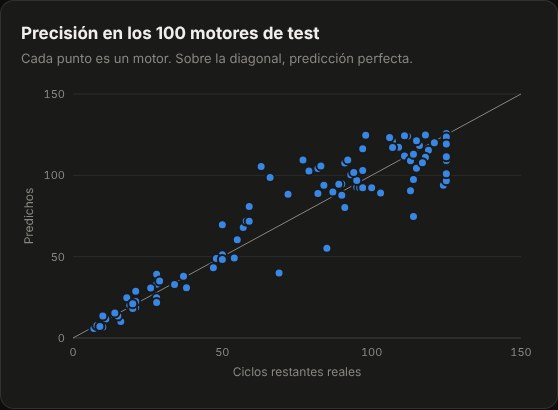 Precisión en los 100 motores de test
Cada punto es un motor. Sobre la diagonal, predicción perfecta.
150
100
50
0
Predichos
0
50
100
150
Ciclos restantes reales